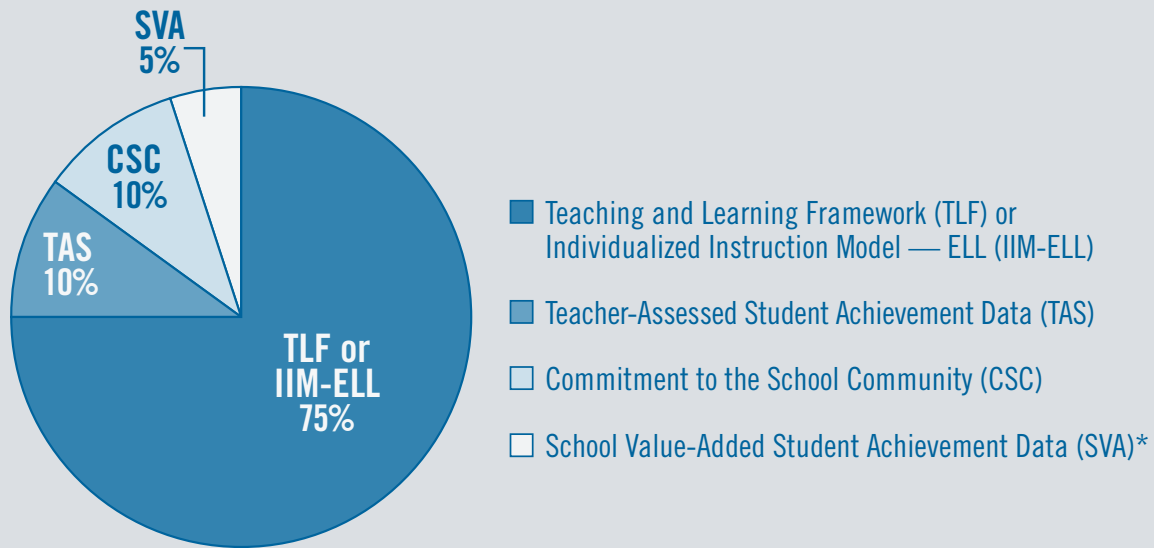 SVA
5%
CSC
10%
TAS
10%
TLF or
IIM-ELL
75%
Teaching and Learning Framework (TLF) or
Individualized Instruction Model — ELL (IIM-ELL)
Teacher-Assessed Student Achievement Data (TAS)
Commitment to the School Community (CSC)
School Value-Added Student Achievement Data (SVA)*